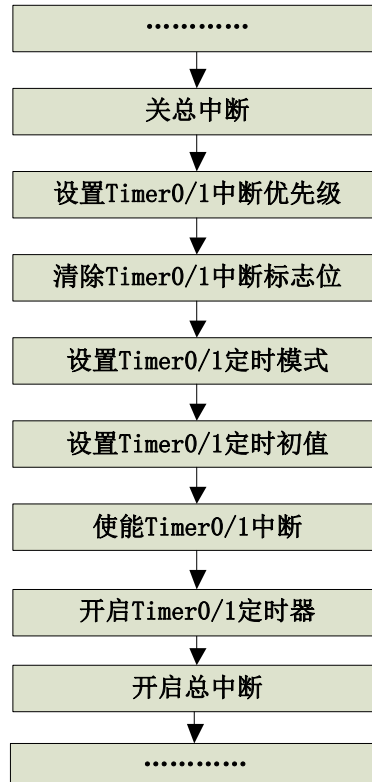 …………
关总中断
设置Timer0/1中断优先级
清除Timer0/1中断标志位
设置Timer0/1定时模式
设置Timer0/1定时初值
使能Timer0/1中断
开启Timer0/1定时器
开启总中断
…………